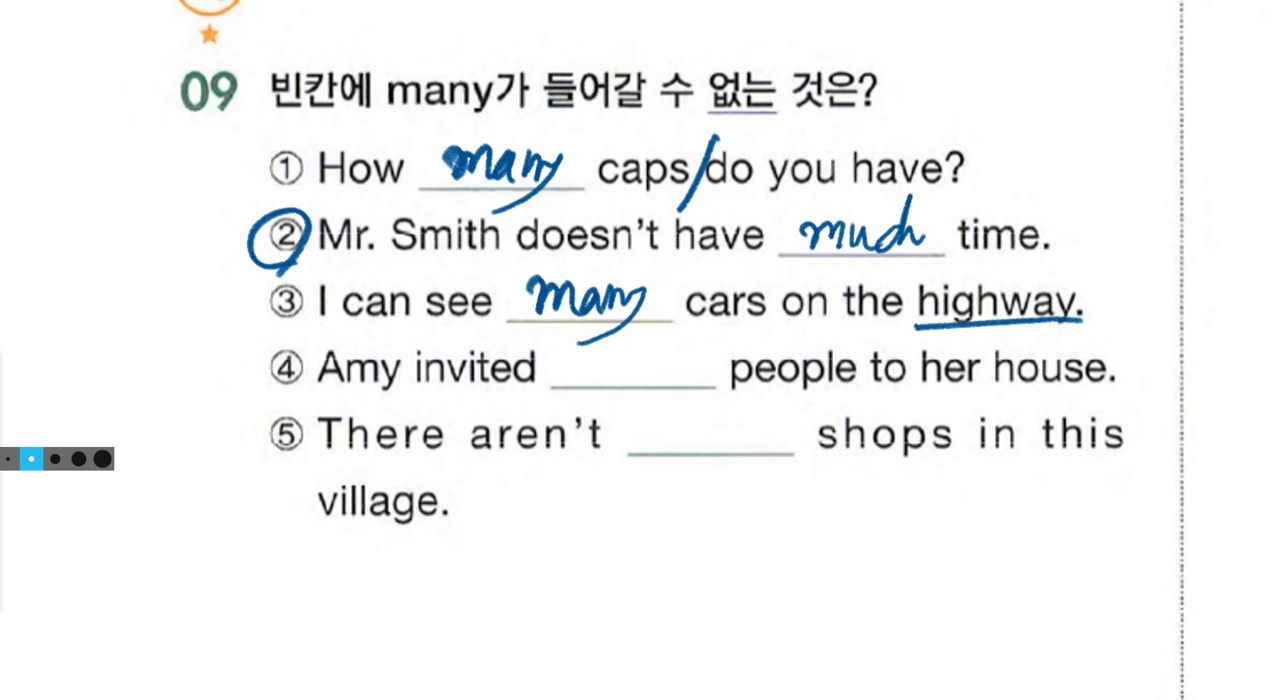 09 빈칸에 many가 들어갈 수 없는 것은?
① How many caps/do you have?
② Mr. Smith doesn't have much time.
③ I can see many cars on the highway.
④ Amy invited ________ people to her house.
⑤ There aren't ________ shops in this
village.